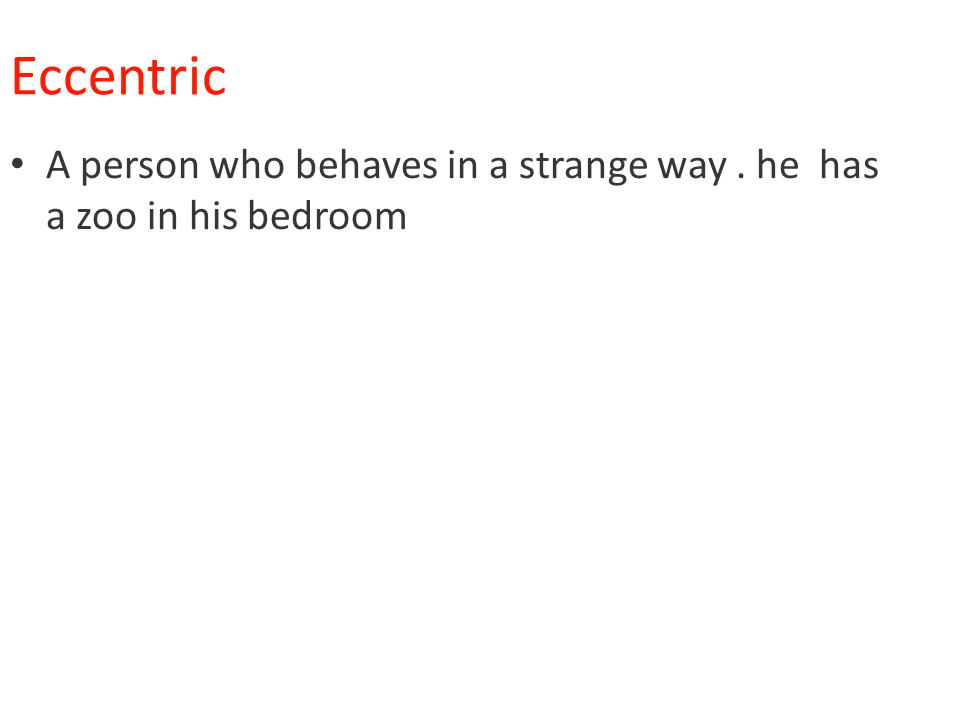 Eccentric
• A person who behaves in a strange way . he  has
a zoo in his bedroom